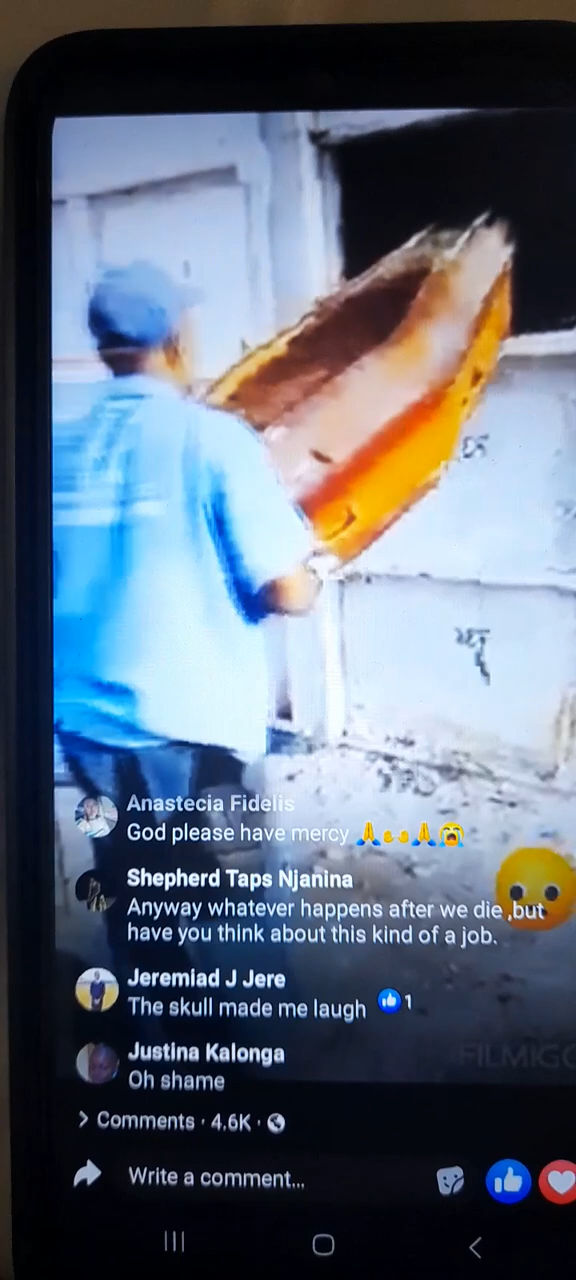 Anastecia Fidelis
God please have mercy 🙏🙌🙏😭
Shepherd Taps Njanina
Anyway whatever happens after we die ,but
have you think about this kind of a job.
Jeremiad J Jere
The skull made me laugh 👍 1
Justina Kalonga
Oh shame
FILMIGO
> Comments · 4.6K ·
Write a comment...